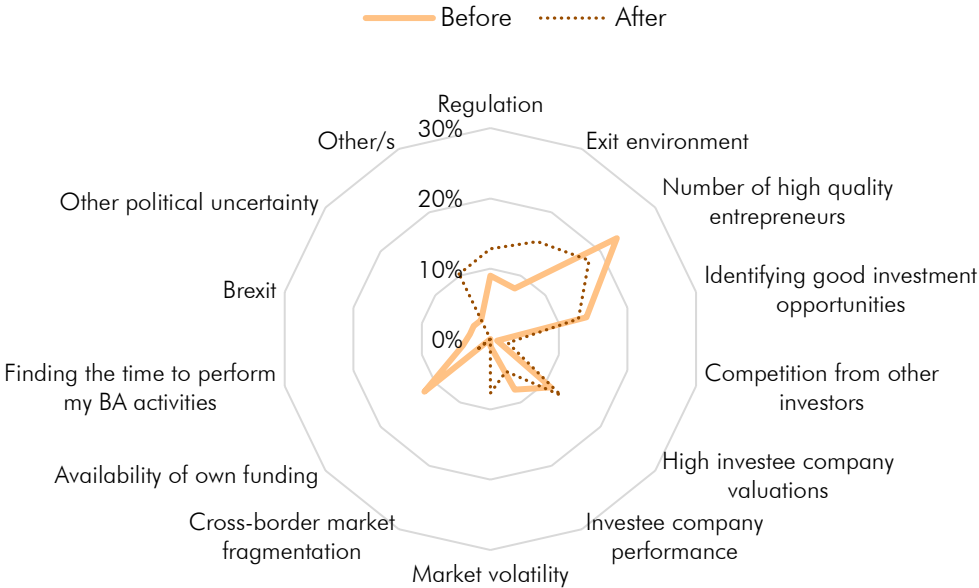 Before After
Regulation
30%
Other/s
Exit environment
Number of high quality
entrepreneurs
20%
Other political uncertainty
10%
Brexit
Identifying good investment
opportunities
0%
Finding the time to perform
my BA activities
Competition from other
investors
Availability of own funding
High investee company
valuations
Cross-border market
fragmentation
Investee company
performance
Market volatility